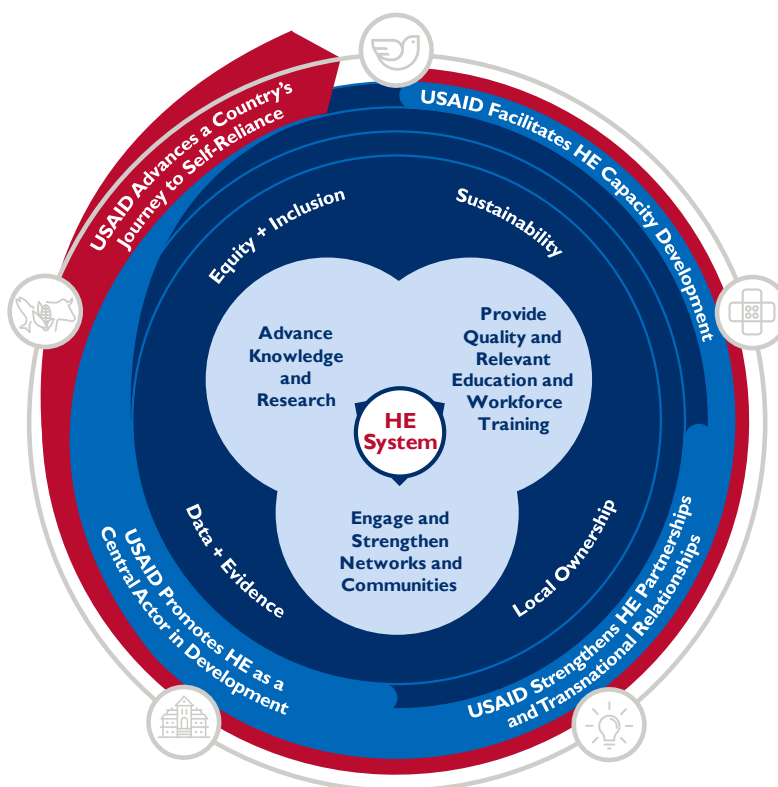 USAID Advances a Country's
Journey to Self-Reliance
USAID Facilitates HE Capacity Development
Equity + Inclusion
Sustainability
Advance
Knowledge
and
Research
Provide
Quality and
Relevant
Education and
Workforce
Training
HE
System
Engage and
Strengthen
Networks and
Communities
Data + Evidence
Local Ownership
USAID Promotes HE as a
Central Actor in Development
USAID Strengthens HE Partnerships
and Transnational Relationships